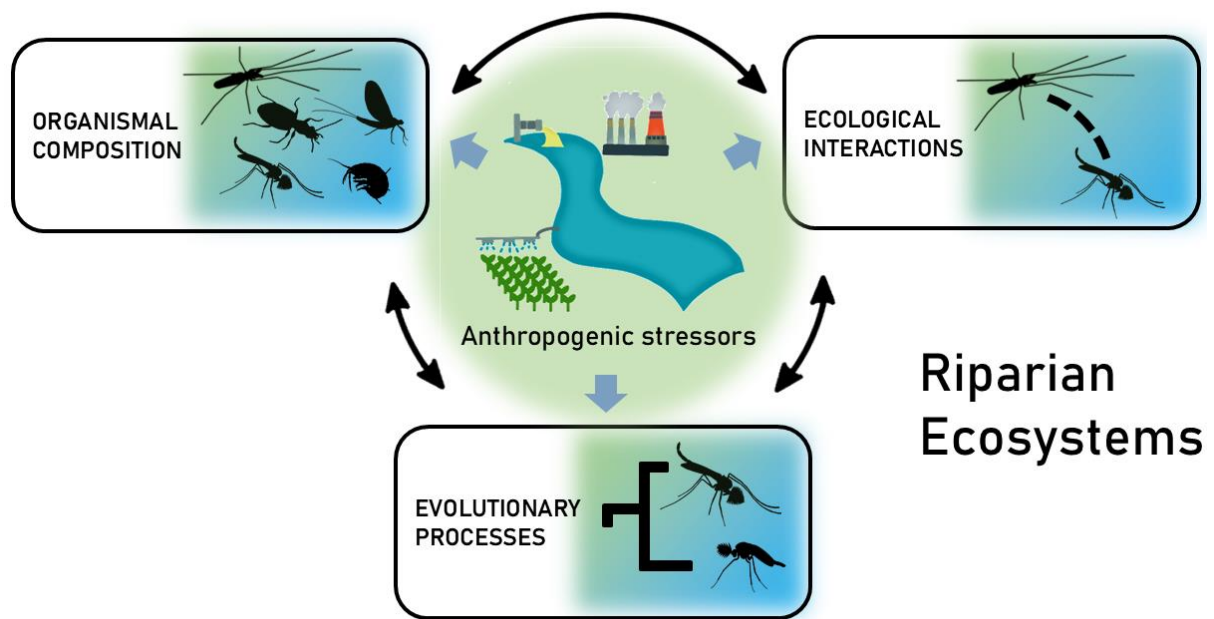 ORGANISMAL
COMPOSITION
ECOLOGICAL
INTERACTIONS
Anthropogenic stressors
Riparian
Ecosystems
EVOLUTIONARY
PROCESSES